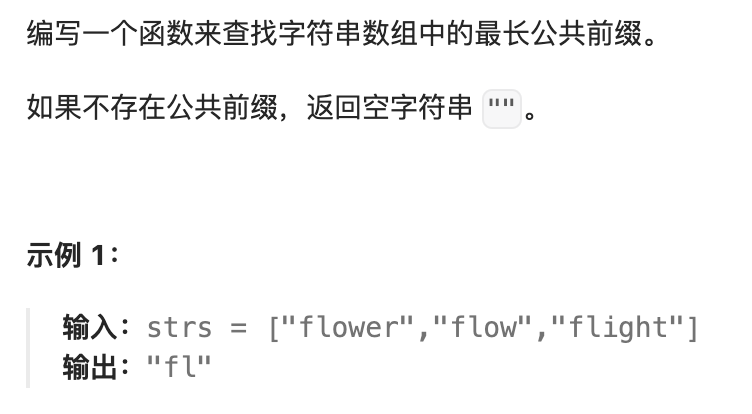 编写一个函数来查找字符串数组中的最长公共前缀。
如果不存在公共前缀，返回空字符串 ""。
示例 1：
输入：strs = ["flower","flow","flight"]
输出："fl"